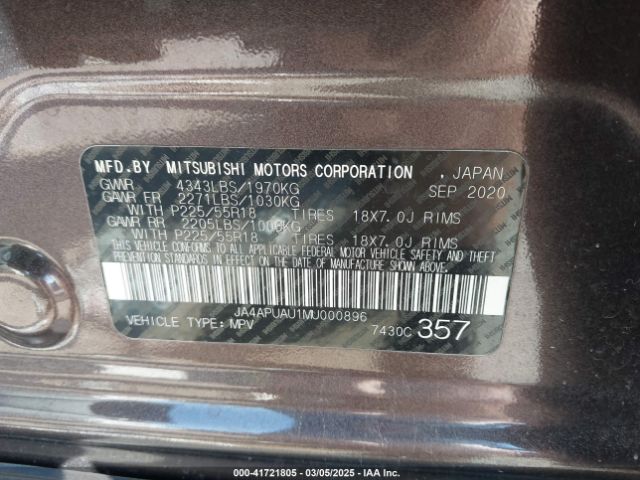 MFD.BY MITSUBISHI MOTORS CORPORATION , JAPAN
GVWR 4343LBS/1970KG SEP 2020
GAWR FR 2271LBS/1030KG
WITH P225/55R18 TIRES 18X7.0J RIMS
GAWR RR 2205LBS/1000KG
WITH P225/55R18 TIRES 18X7.0J RIMS
THIS VEHICLE CONFORMS TO ALL APPLICABLE FEDERAL MOTOR VEHICLE SAFETY AND THEFT
PREVENTION STANDARDS IN EFFECT ON THE DATE OF MANUFACTURE SHOWN ABOVE.
JA4APUAU1MU000896
VEHICLE TYPE: MPV 7430C 357
000-41721805 — 03/05/2025 — IAA Inc.